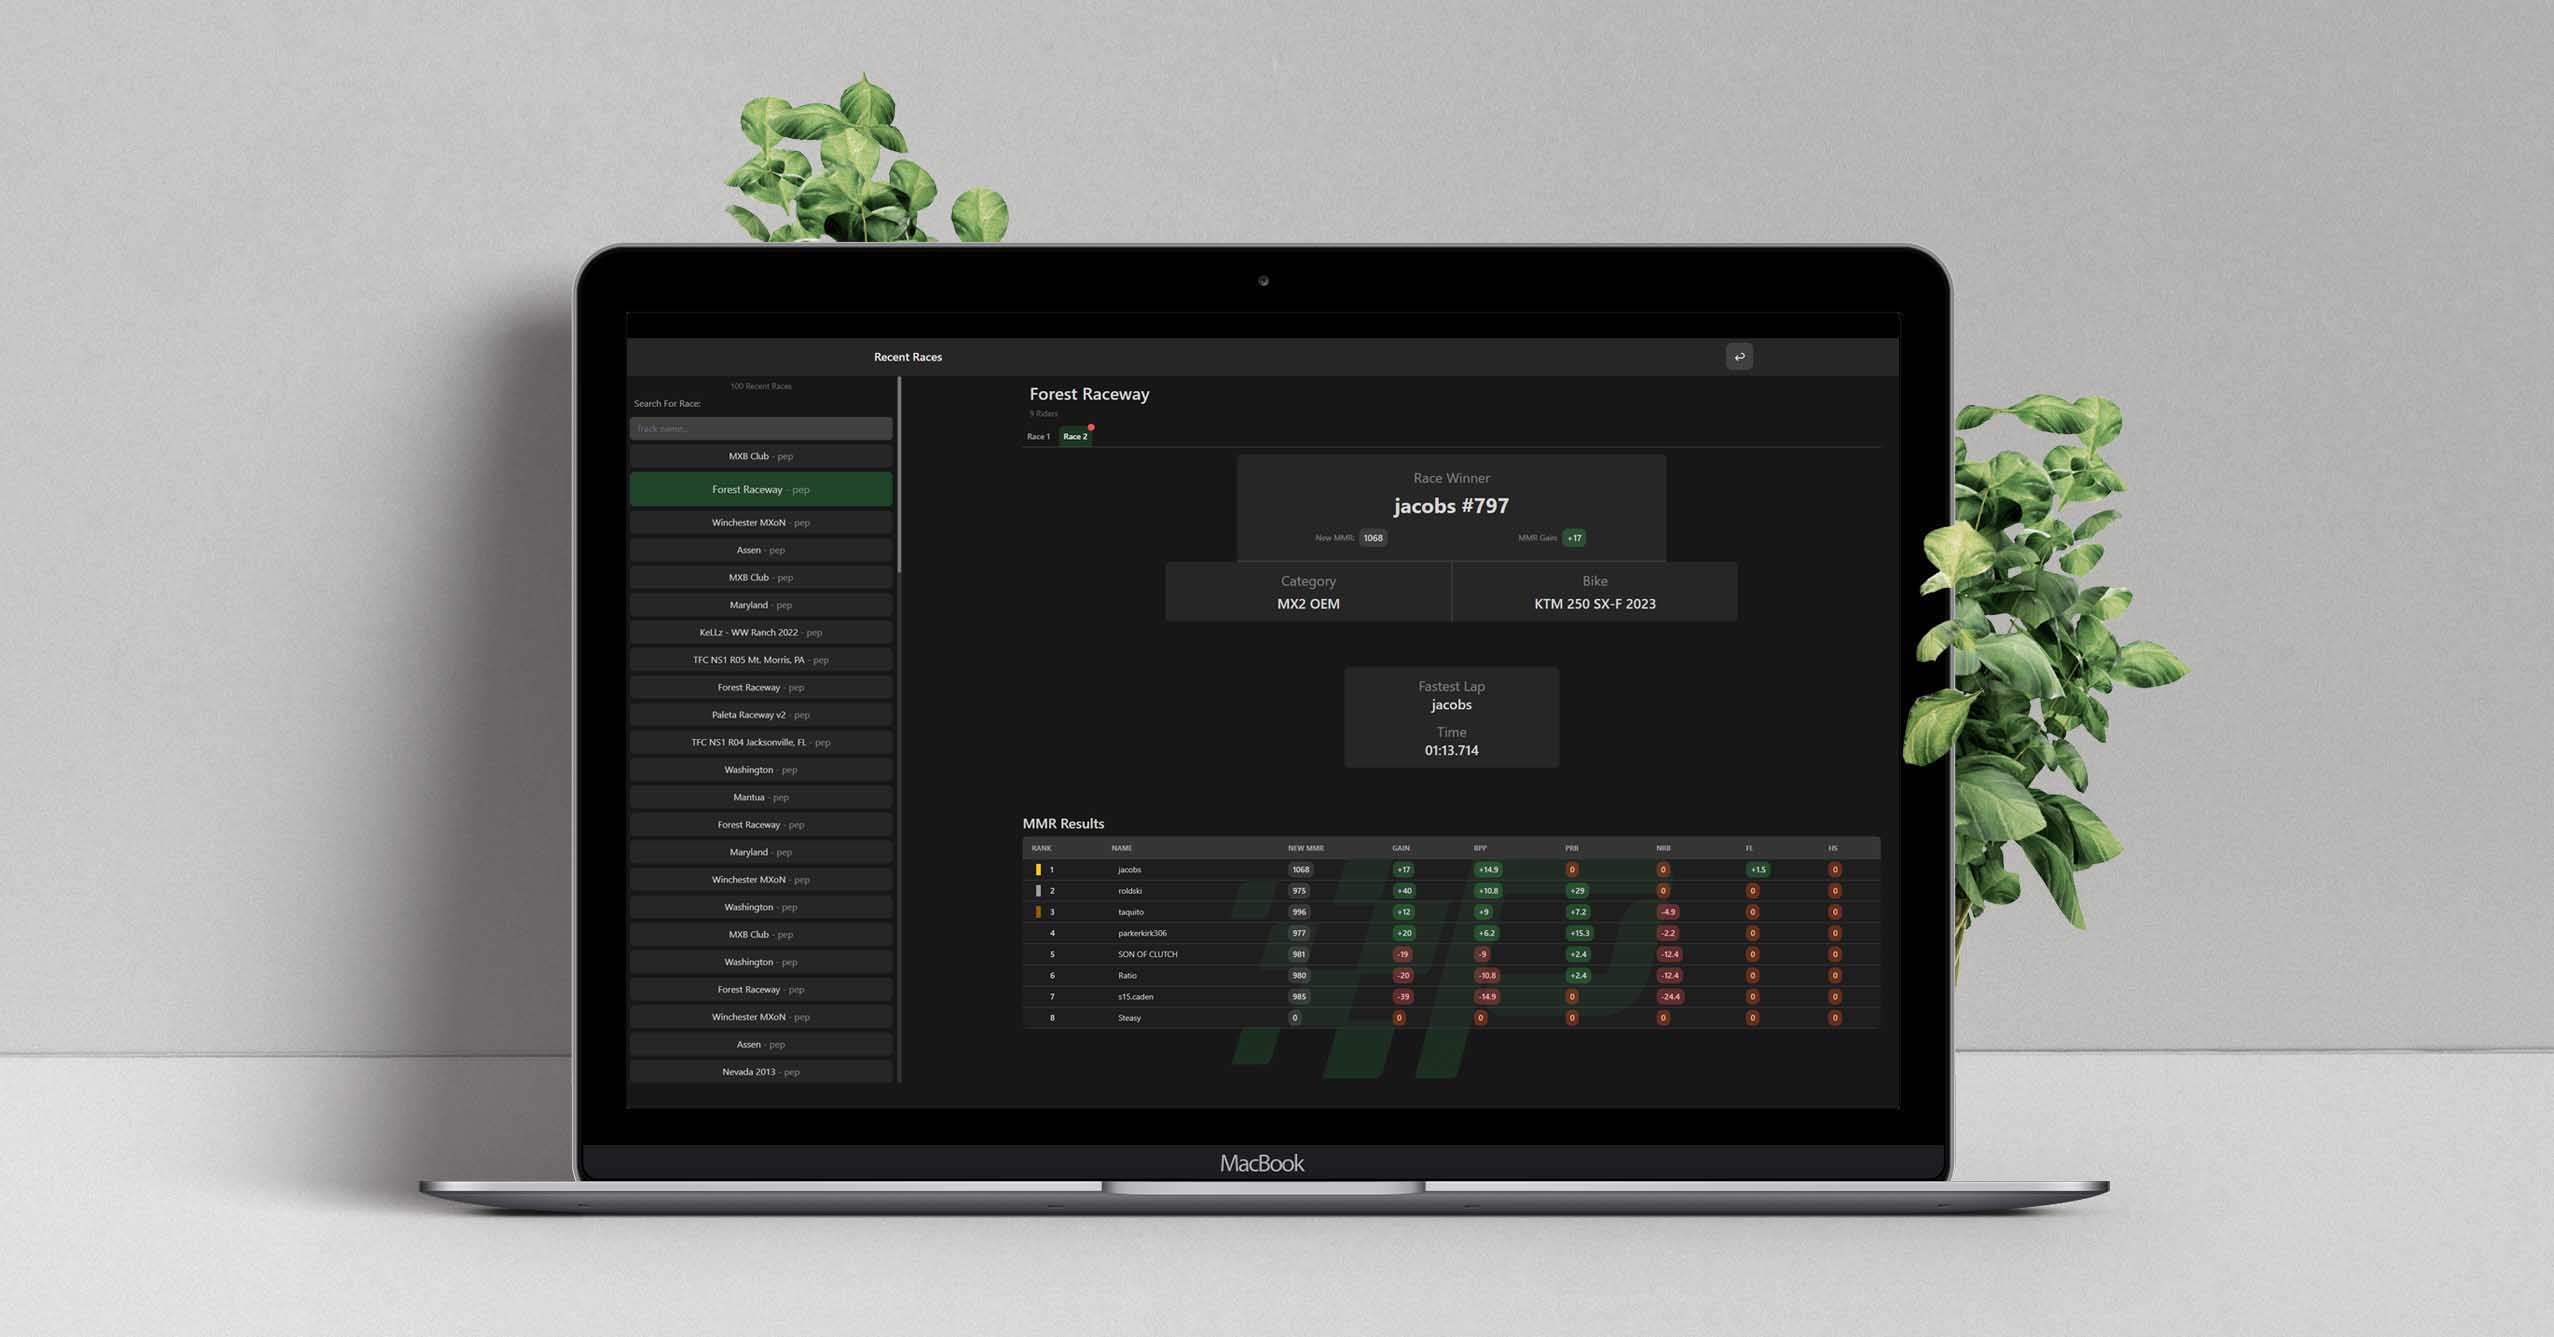 Recent Races
100 Recent Races
Search For Race:
Track name...
MXB Club - pep
Forest Raceway - pep
Winchester MXoN - pep
Assen - pep
MXB Club - pep
Maryland - pep
KeLLz - WW Ranch 2022 - pep
TFC NS1 R05 Mt. Morris, PA - pep
Forest Raceway - pep
Paleta Raceway v2 - pep
TFC NS1 R04 Jacksonville, FL - pep
Washington - pep
Mantua - pep
Forest Raceway - pep
Maryland - pep
Winchester MXoN - pep
Washington - pep
MXB Club - pep
Washington - pep
Forest Raceway - pep
Winchester MXoN - pep
Assen - pep
Nevada 2013 - pep
Forest Raceway
9 Riders
Race 1 Race 2
Race Winner
jacobs #797
New MMR: 1068 MMR Gain: +17
Category Bike
MX2 OEM KTM 250 SX-F 2023
Fastest Lap
jacobs
Time
01:13.714
MMR Results
RANK NAME NEW MMR GAIN BPP PRB NRB FL HS
1 jacobs 1068 +17 +14.9 0 0 +1.5 0
2 roldski 975 +40 +10.8 +29 0 0 0
3 taquito 996 +12 +9 +7.2 -4.9 0 0
4 parkerkirk306 977 +20 +6.2 +15.3 -2.2 0 0
5 SON OF CLUTCH 981 -19 -9 +2.4 -12.4 0 0
6 Ratio 980 -20 -10.8 +2.4 -12.4 0 0
7 s15.caden 985 -39 -14.9 0 -24.4 0 0
8 Steasy 0 0 0 0 0 0 0
MacBook